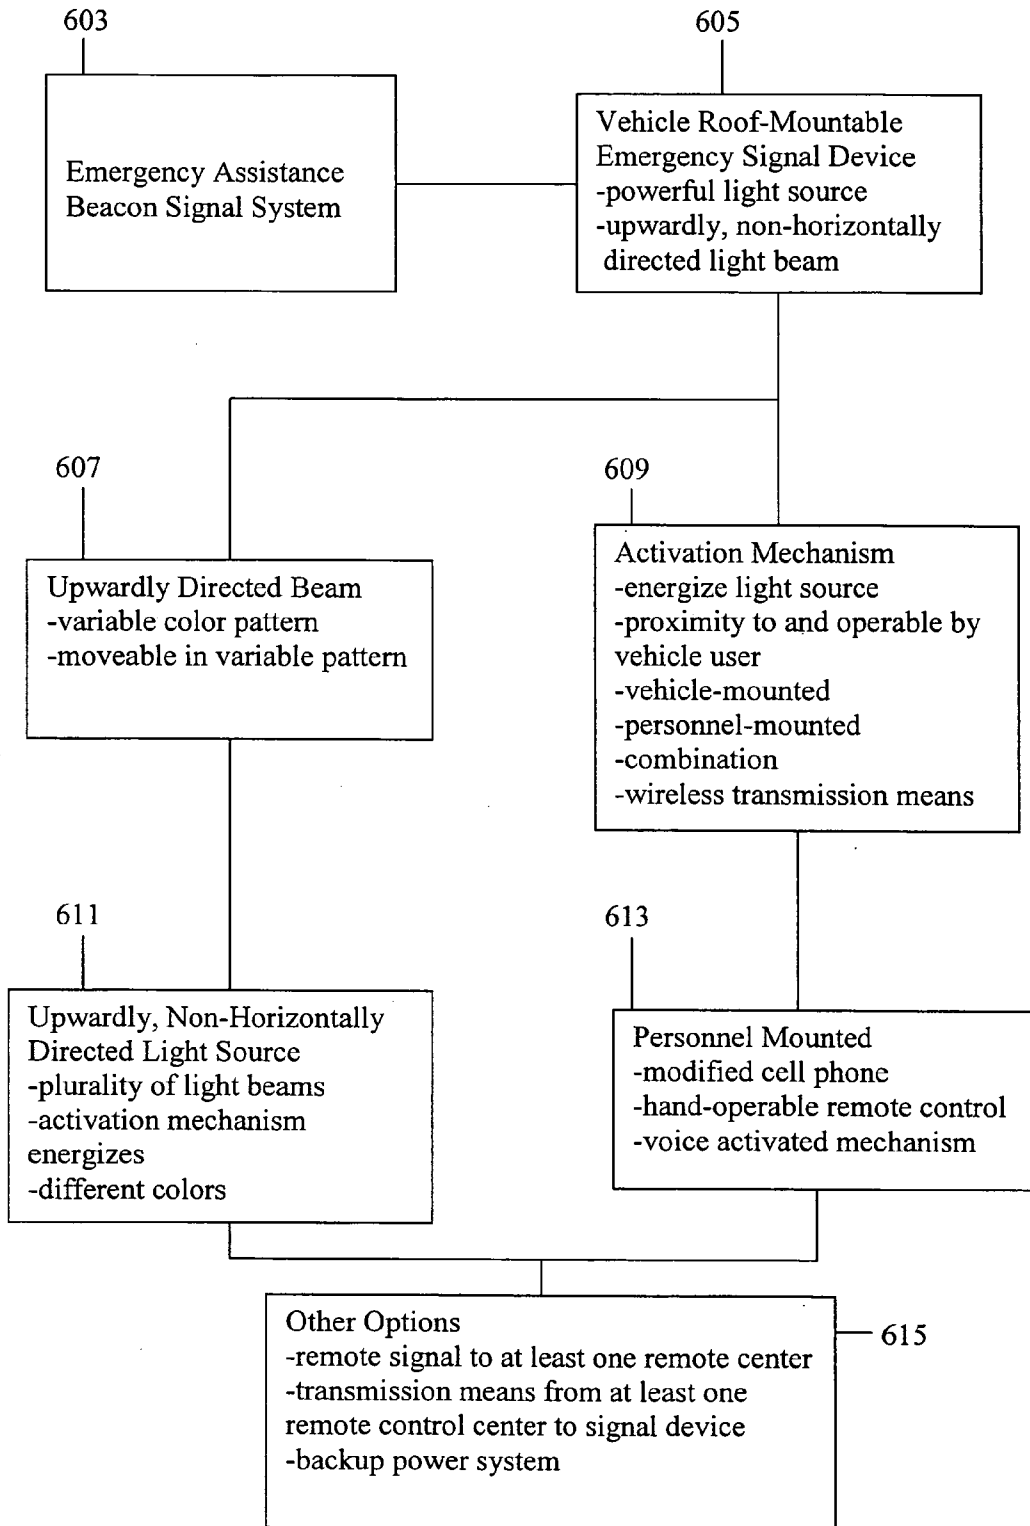 603
605
Emergency Assistance
Beacon Signal System
Vehicle Roof-Mountable
Emergency Signal Device
-powerful light source
-upwardly, non-horizontally
directed light beam
607
609
Upwardly Directed Beam
-variable color pattern
-moveable in variable pattern
Activation Mechanism
-energize light source
-proximity to and operable by
vehicle user
-vehicle-mounted
-personnel-mounted
-combination
-wireless transmission means
611
613
Upwardly, Non-Horizontally
Directed Light Source
-plurality of light beams
-activation mechanism
energizes
-different colors
Personnel Mounted
-modified cell phone
-hand-operable remote control
-voice activated mechanism
Other Options
-remote signal to at least one remote center
-transmission means from at least one
remote control center to signal device
-backup power system
615